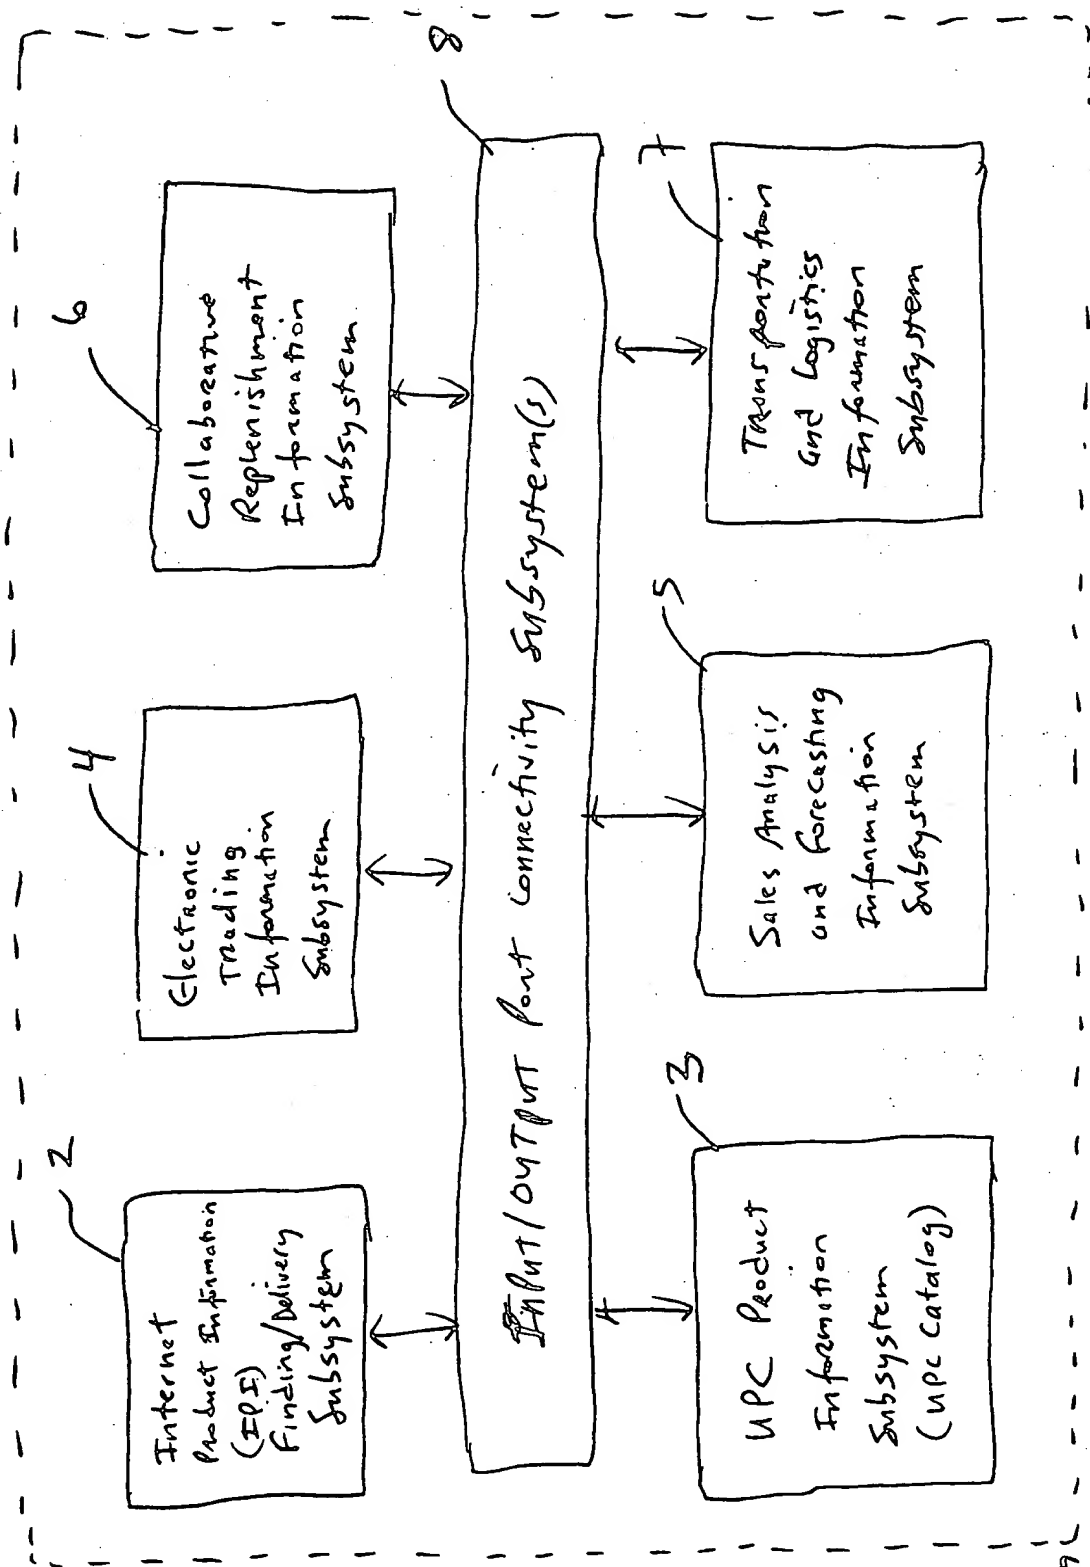 2
Internet
Product Information
(IPI)
Finding/Delivery
Subsystem
4
Electronic
Trading
Information
Subsystem
6
Collaborative
Replenishment
Information
Subsystem
8
Input/Output Port Connectivity Subsystem(s)
3
UPC Product
Information
Subsystem
(UPC Catalog)
5
Sales Analysis
and Forecasting
Information
Subsystem
7
Transportation
and Logistics
Information
Subsystem